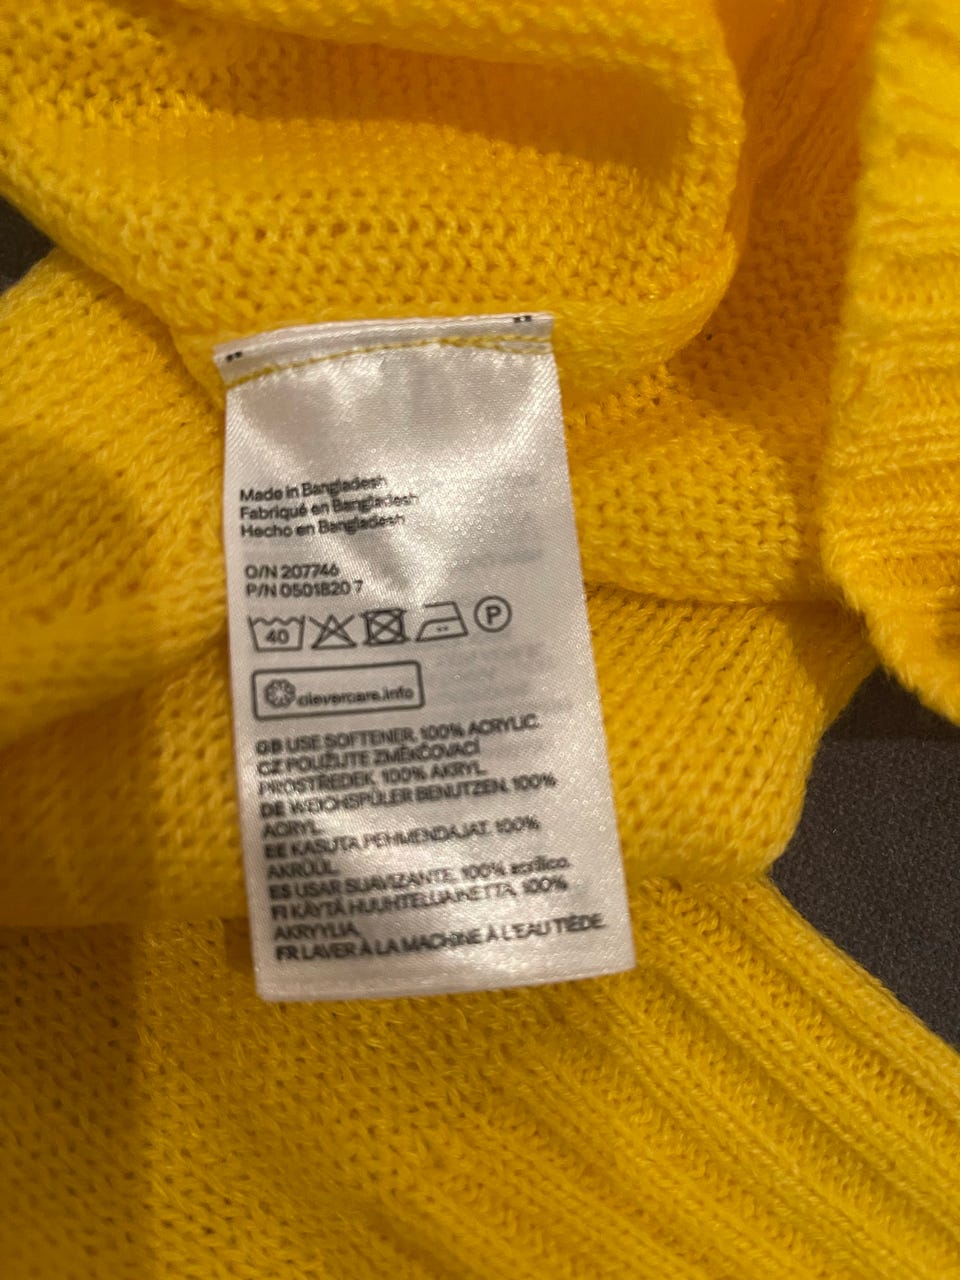 Made in Bangladesh
Fabriqué en Bangladesh
Hecho en Bangladesh
O/N 207746
P/N 0501820 7
40 P
clevercare.info
GB USE SOFTENER, 100% ACRYLIC.
CZ POUŽIJTE ZMĚKČOVACÍ
PROSTŘEDEK, 100% AKRYL.
DE WEICHSPÜLER BENUTZEN. 100%
ACRYL.
EE KASUTA PEHMENDAJAT. 100%
AKRÜÜL.
ES USAR SUAVIZANTE, 100% acrílico.
FI KÄYTÄ HUUHTELUAINETTA, 100%
AKRYYLIA.
FR LAVER À LA MACHINE À L'EAU TIÈDE.